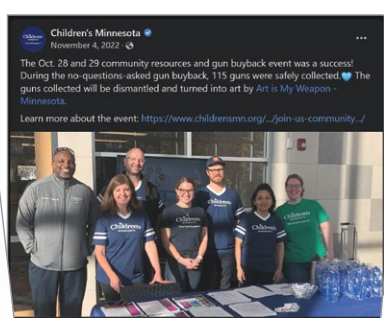 Children's Minnesota
November 4, 2022 ·
The Oct. 28 and 29 community resources and gun buyback event was a success!
During the no-questions-asked gun buyback, 115 guns were safely collected. The
guns collected will be dismantled and turned into art by Art is My Weapon -
Minnesota.
Learn more about the event: https://www.childrensmn.org/.../join-us-community.../
Children's
Children's
Children's
Children's
Children's